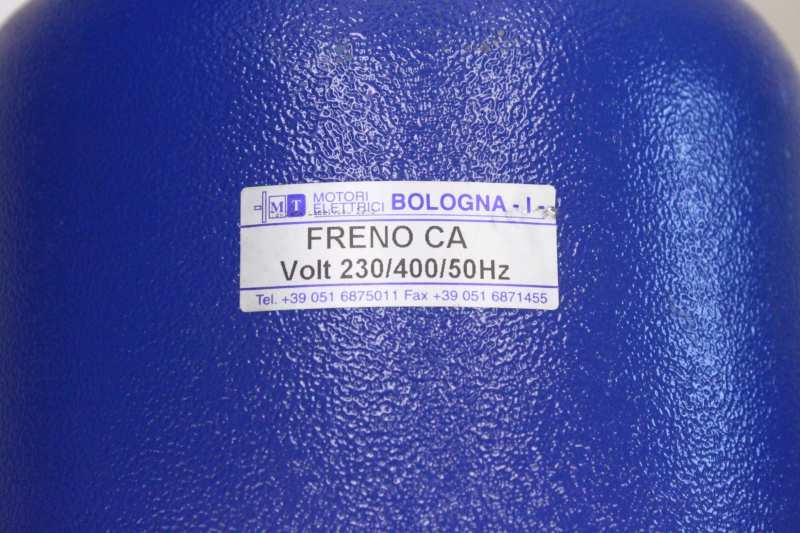 MT MOTORI ELETTRICI BOLOGNA - I -
FRENO CA
Volt 230/400/50Hz
Tel. +39 051 6875011 Fax +39 051 6871455